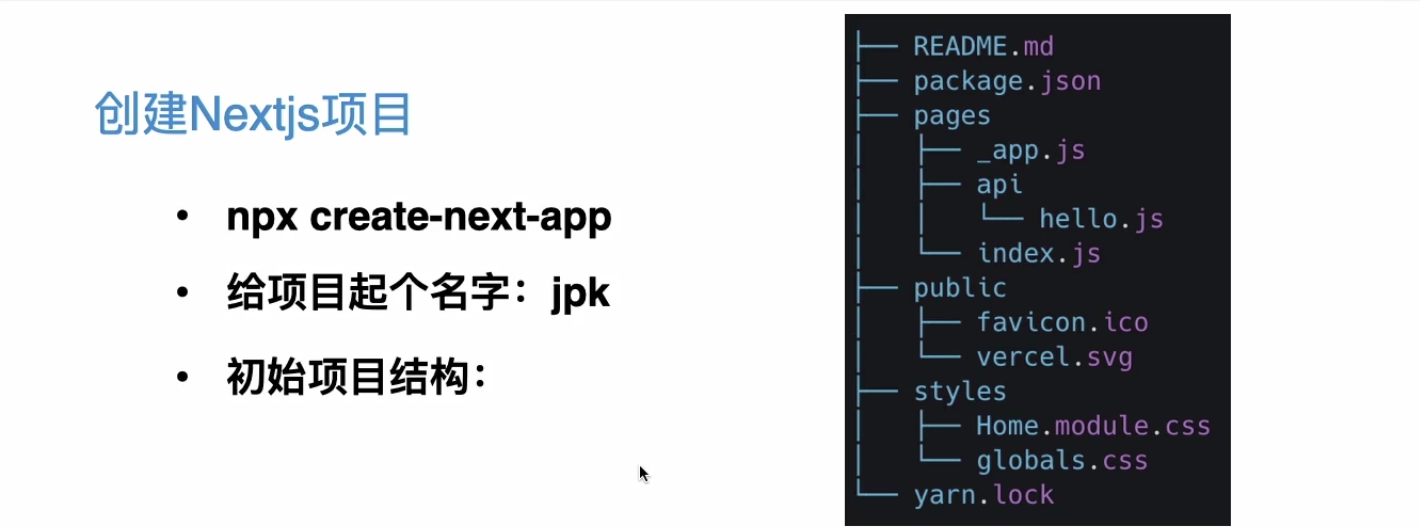 创建Nextjs项目
• npx create-next-app
• 给项目起个名字：jpk
• 初始项目结构：
├── README.md
├── package.json
├── pages
│   ├── _app.js
│   ├── api
│   │   └── hello.js
│   └── index.js
├── public
│   ├── favicon.ico
│   └── vercel.svg
├── styles
│   ├── Home.module.css
│   └── globals.css
└── yarn.lock